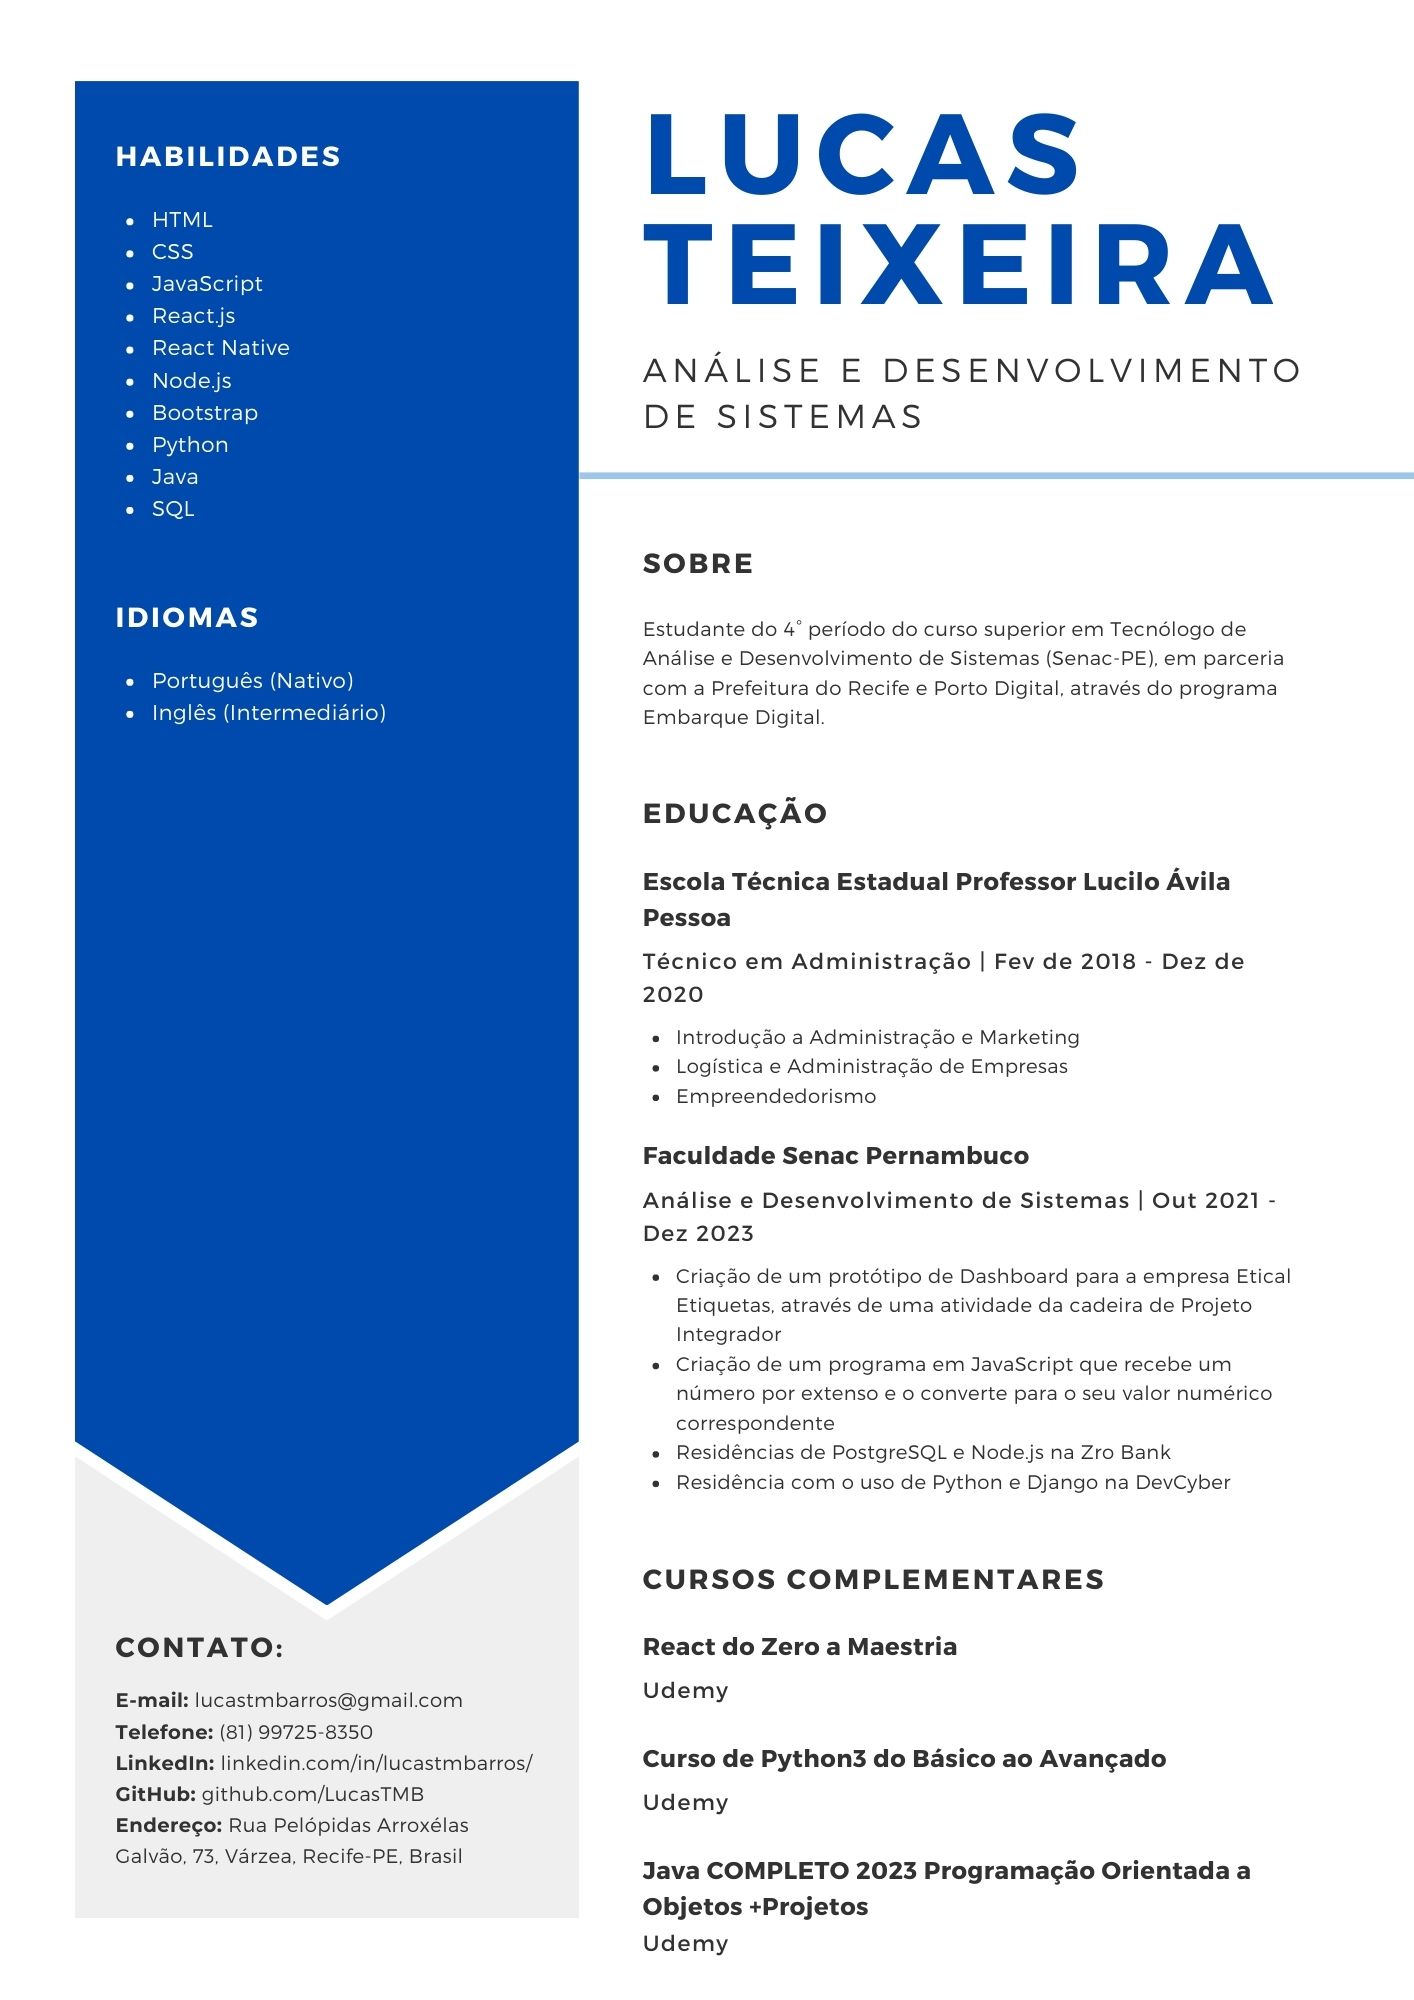 HABILIDADES
• HTML
• CSS
• JavaScript
• React.js
• React Native
• Node.js
• Bootstrap
• Python
• Java
• SQL
IDIOMAS
• Português (Nativo)
• Inglês (Intermediário)
CONTATO:
E-mail: lucastmbarros@gmail.com
Telefone: (81) 99725-8350
LinkedIn: linkedin.com/in/lucastmbarros/
GitHub: github.com/LucasTMB
Endereço: Rua Pelópidas Arroxélas
Galvão, 73, Várzea, Recife-PE, Brasil
LUCAS
TEIXEIRA
ANÁLISE E DESENVOLVIMENTO
DE SISTEMAS
SOBRE
Estudante do 4° período do curso superior em Tecnólogo de
Análise e Desenvolvimento de Sistemas (Senac-PE), em parceria
com a Prefeitura do Recife e Porto Digital, através do programa
Embarque Digital.
EDUCAÇÃO
Escola Técnica Estadual Professor Lucilo Ávila
Pessoa
Técnico em Administração | Fev de 2018 - Dez de
2020
• Introdução a Administração e Marketing
• Logística e Administração de Empresas
• Empreendedorismo
Faculdade Senac Pernambuco
Análise e Desenvolvimento de Sistemas | Out 2021 -
Dez 2023
• Criação de um protótipo de Dashboard para a empresa Etical
Etiquetas, através de uma atividade da cadeira de Projeto
Integrador
• Criação de um programa em JavaScript que recebe um
número por extenso e o converte para o seu valor numérico
correspondente
• Residências de PostgreSQL e Node.js na Zro Bank
• Residência com o uso de Python e Django na DevCyber
CURSOS COMPLEMENTARES
React do Zero a Maestria
Udemy
Curso de Python3 do Básico ao Avançado
Udemy
Java COMPLETO 2023 Programação Orientada a
Objetos +Projetos
Udemy